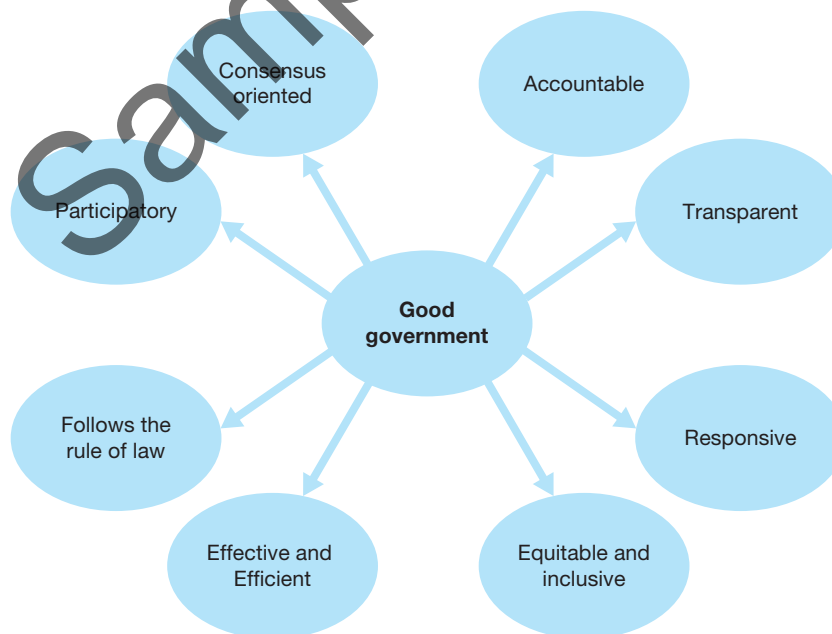 Samp
Consensus
oriented
Accountable
Participatory
Transparent
Good
government
Follows the
rule of law
Responsive
Effective and
Efficient
Equitable and
inclusive